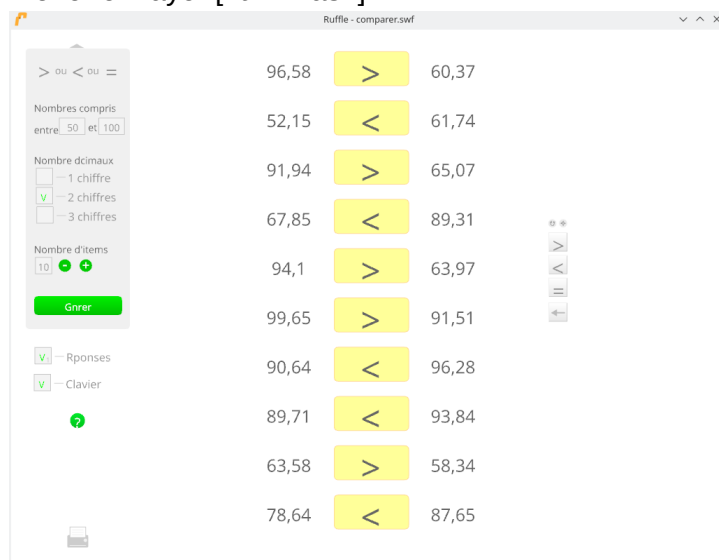 Ruffle - comparer.swf
> ou < ou =
Nombres compris
entre 50 et 100
Nombre dcimaux
1 chiffre
v 2 chiffres
3 chiffres
Nombre d'items
10 - +
Gnrer
v Rponses
v Clavier
?
96,58 > 60,37
52,15 < 61,74
91,94 > 65,07
67,85 < 89,31
94,1 > 63,97
99,65 > 91,51
90,64 < 96,28
89,71 < 93,84
63,58 > 58,34
78,64 < 87,65
>
<
=
←